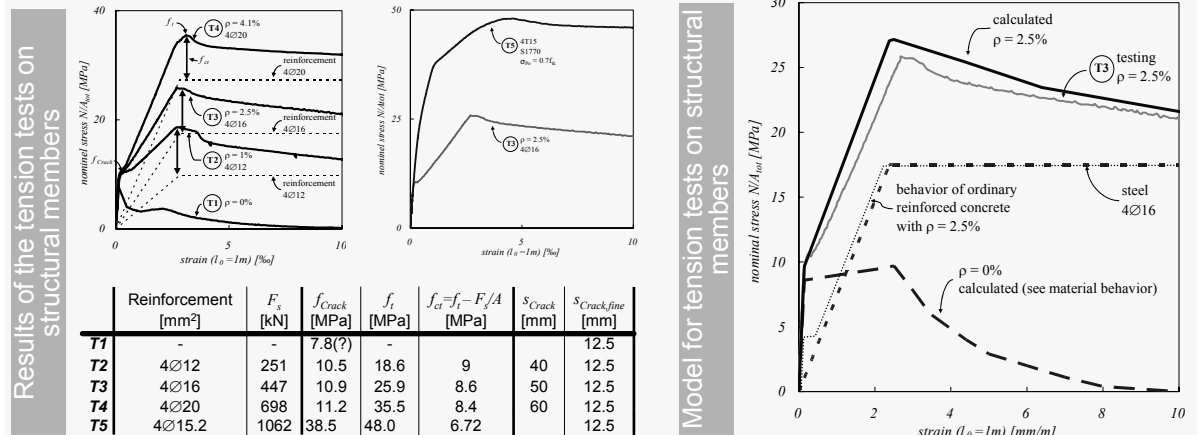 Results of the tension tests on
structural members
nominal stress N/A_tot [MPa]
40
20
0
f_t
T4 ρ = 4.1%
4∅20
f_ct
reinforcement
4∅20
T3 ρ = 2.5%
4∅16
reinforcement
4∅16
f_Crack
T2 ρ = 1%
4∅12
reinforcement
4∅12
T1 ρ = 0%
0 5 10
strain (l_0 =1m) [‰]
nominal stress N/Atot [MPa]
50
25
0
T5 4T15
S1770
T3 ρ = 2.5%
4∅16
0 5 10
strain (l_0 =1m) [‰]
Reinforcement F_s f_Crack f_t f_ct=f_t – F_s/A s_Crack s_Crack,fine
[mm²] [kN] [MPa] [MPa] [MPa] [mm] [mm]
T1 - - 7.8(?) - 12.5
T2 4∅12 251 10.5 18.6 9 40 12.5
T3 4∅16 447 10.9 25.9 8.6 50 12.5
T4 4∅20 698 11.2 35.5 8.4 60 12.5
T5 4∅15.2 1062 38.5 48.0 6.72 12.5
Model for tension tests on structural
members
nominal stress N/A_tot [MPa]
30
25
20
15
10
5
0
calculated
ρ = 2.5%
T3 testing
ρ = 2.5%
behavior of ordinary
reinforced concrete
with ρ = 2.5%
steel
4∅16
ρ = 0%
calculated (see material behavior)
0 2 4 6 8 10
strain (l_0 =1m) [mm/m]